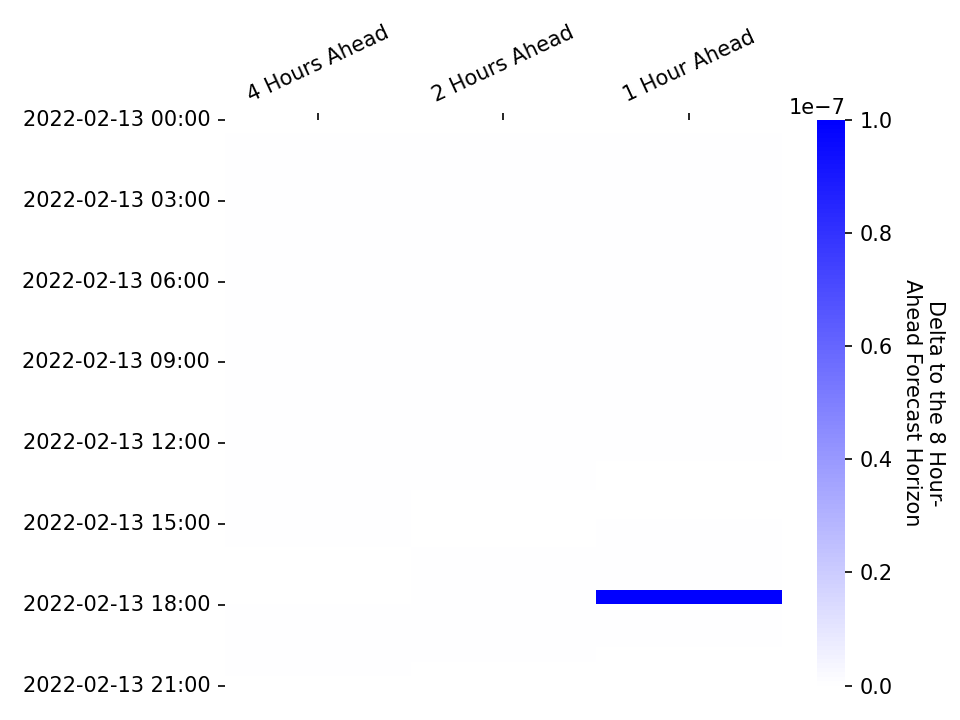 4 Hours Ahead
2 Hours Ahead
1 Hour Ahead
1e−7
2022-02-13 00:00
2022-02-13 03:00
2022-02-13 06:00
2022-02-13 09:00
2022-02-13 12:00
2022-02-13 15:00
2022-02-13 18:00
2022-02-13 21:00
1.0
0.8
0.6
0.4
0.2
0.0
Delta to the 8 Hour-
Ahead Forecast Horizon